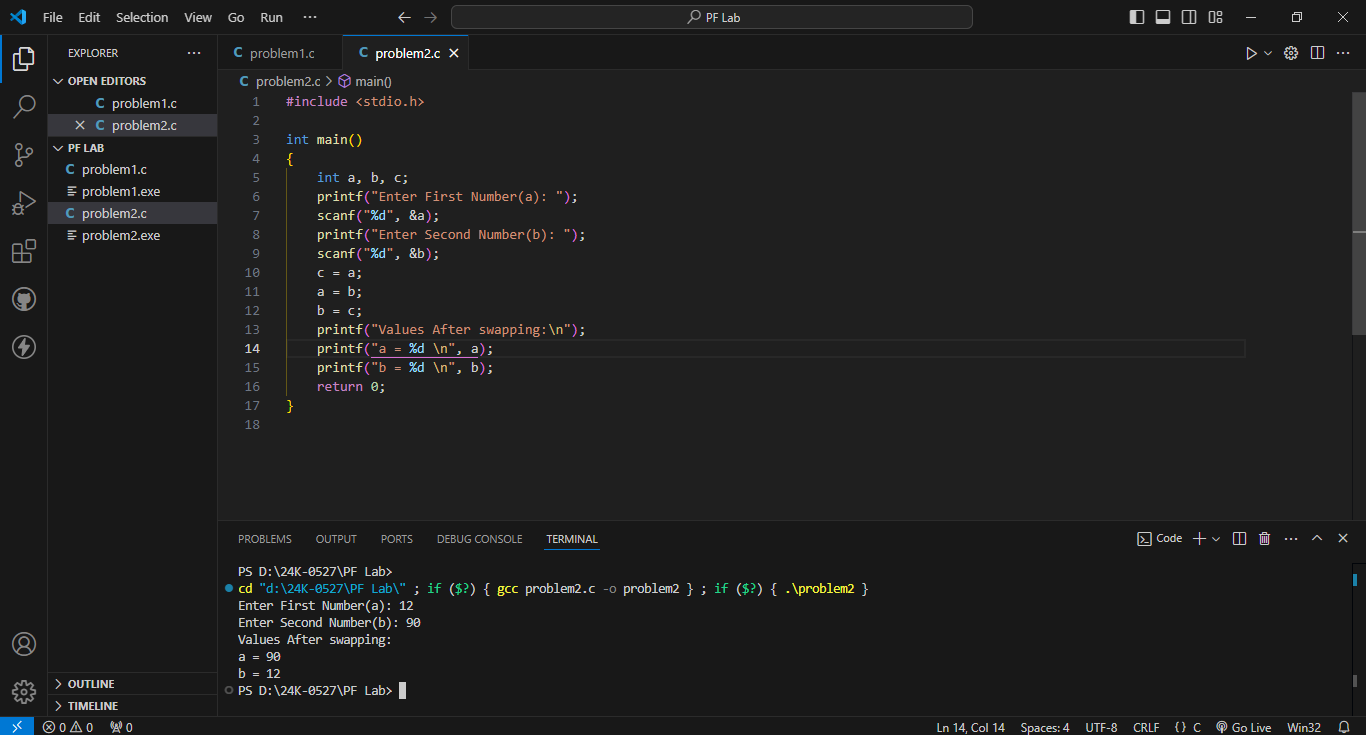 File Edit Selection View Go Run ··· PF Lab
EXPLORER ···
OPEN EDITORS
problem1.c
problem2.c
PF LAB
problem1.c
problem1.exe
problem2.c
problem2.exe
OUTLINE
TIMELINE
C problem1.c C problem2.c
C problem2.c > main()
1 #include <stdio.h>
2
3 int main()
4 {
5 int a, b, c;
6 printf("Enter First Number(a): ");
7 scanf("%d", &a);
8 printf("Enter Second Number(b): ");
9 scanf("%d", &b);
10 c = a;
11 a = b;
12 b = c;
13 printf("Values After swapping:\n");
14 printf("a = %d \n", a);
15 printf("b = %d \n", b);
16 return 0;
17 }
18
PROBLEMS OUTPUT PORTS DEBUG CONSOLE TERMINAL Code
PS D:\24K-0527\PF Lab>
cd "d:\24K-0527\PF Lab\" ; if ($?) { gcc problem2.c -o problem2 } ; if ($?) { .\problem2 }
Enter First Number(a): 12
Enter Second Number(b): 90
Values After swapping:
a = 90
b = 12
PS D:\24K-0527\PF Lab>
0 0 0 Ln 14, Col 14 Spaces: 4 UTF-8 CRLF {} C Go Live Win32